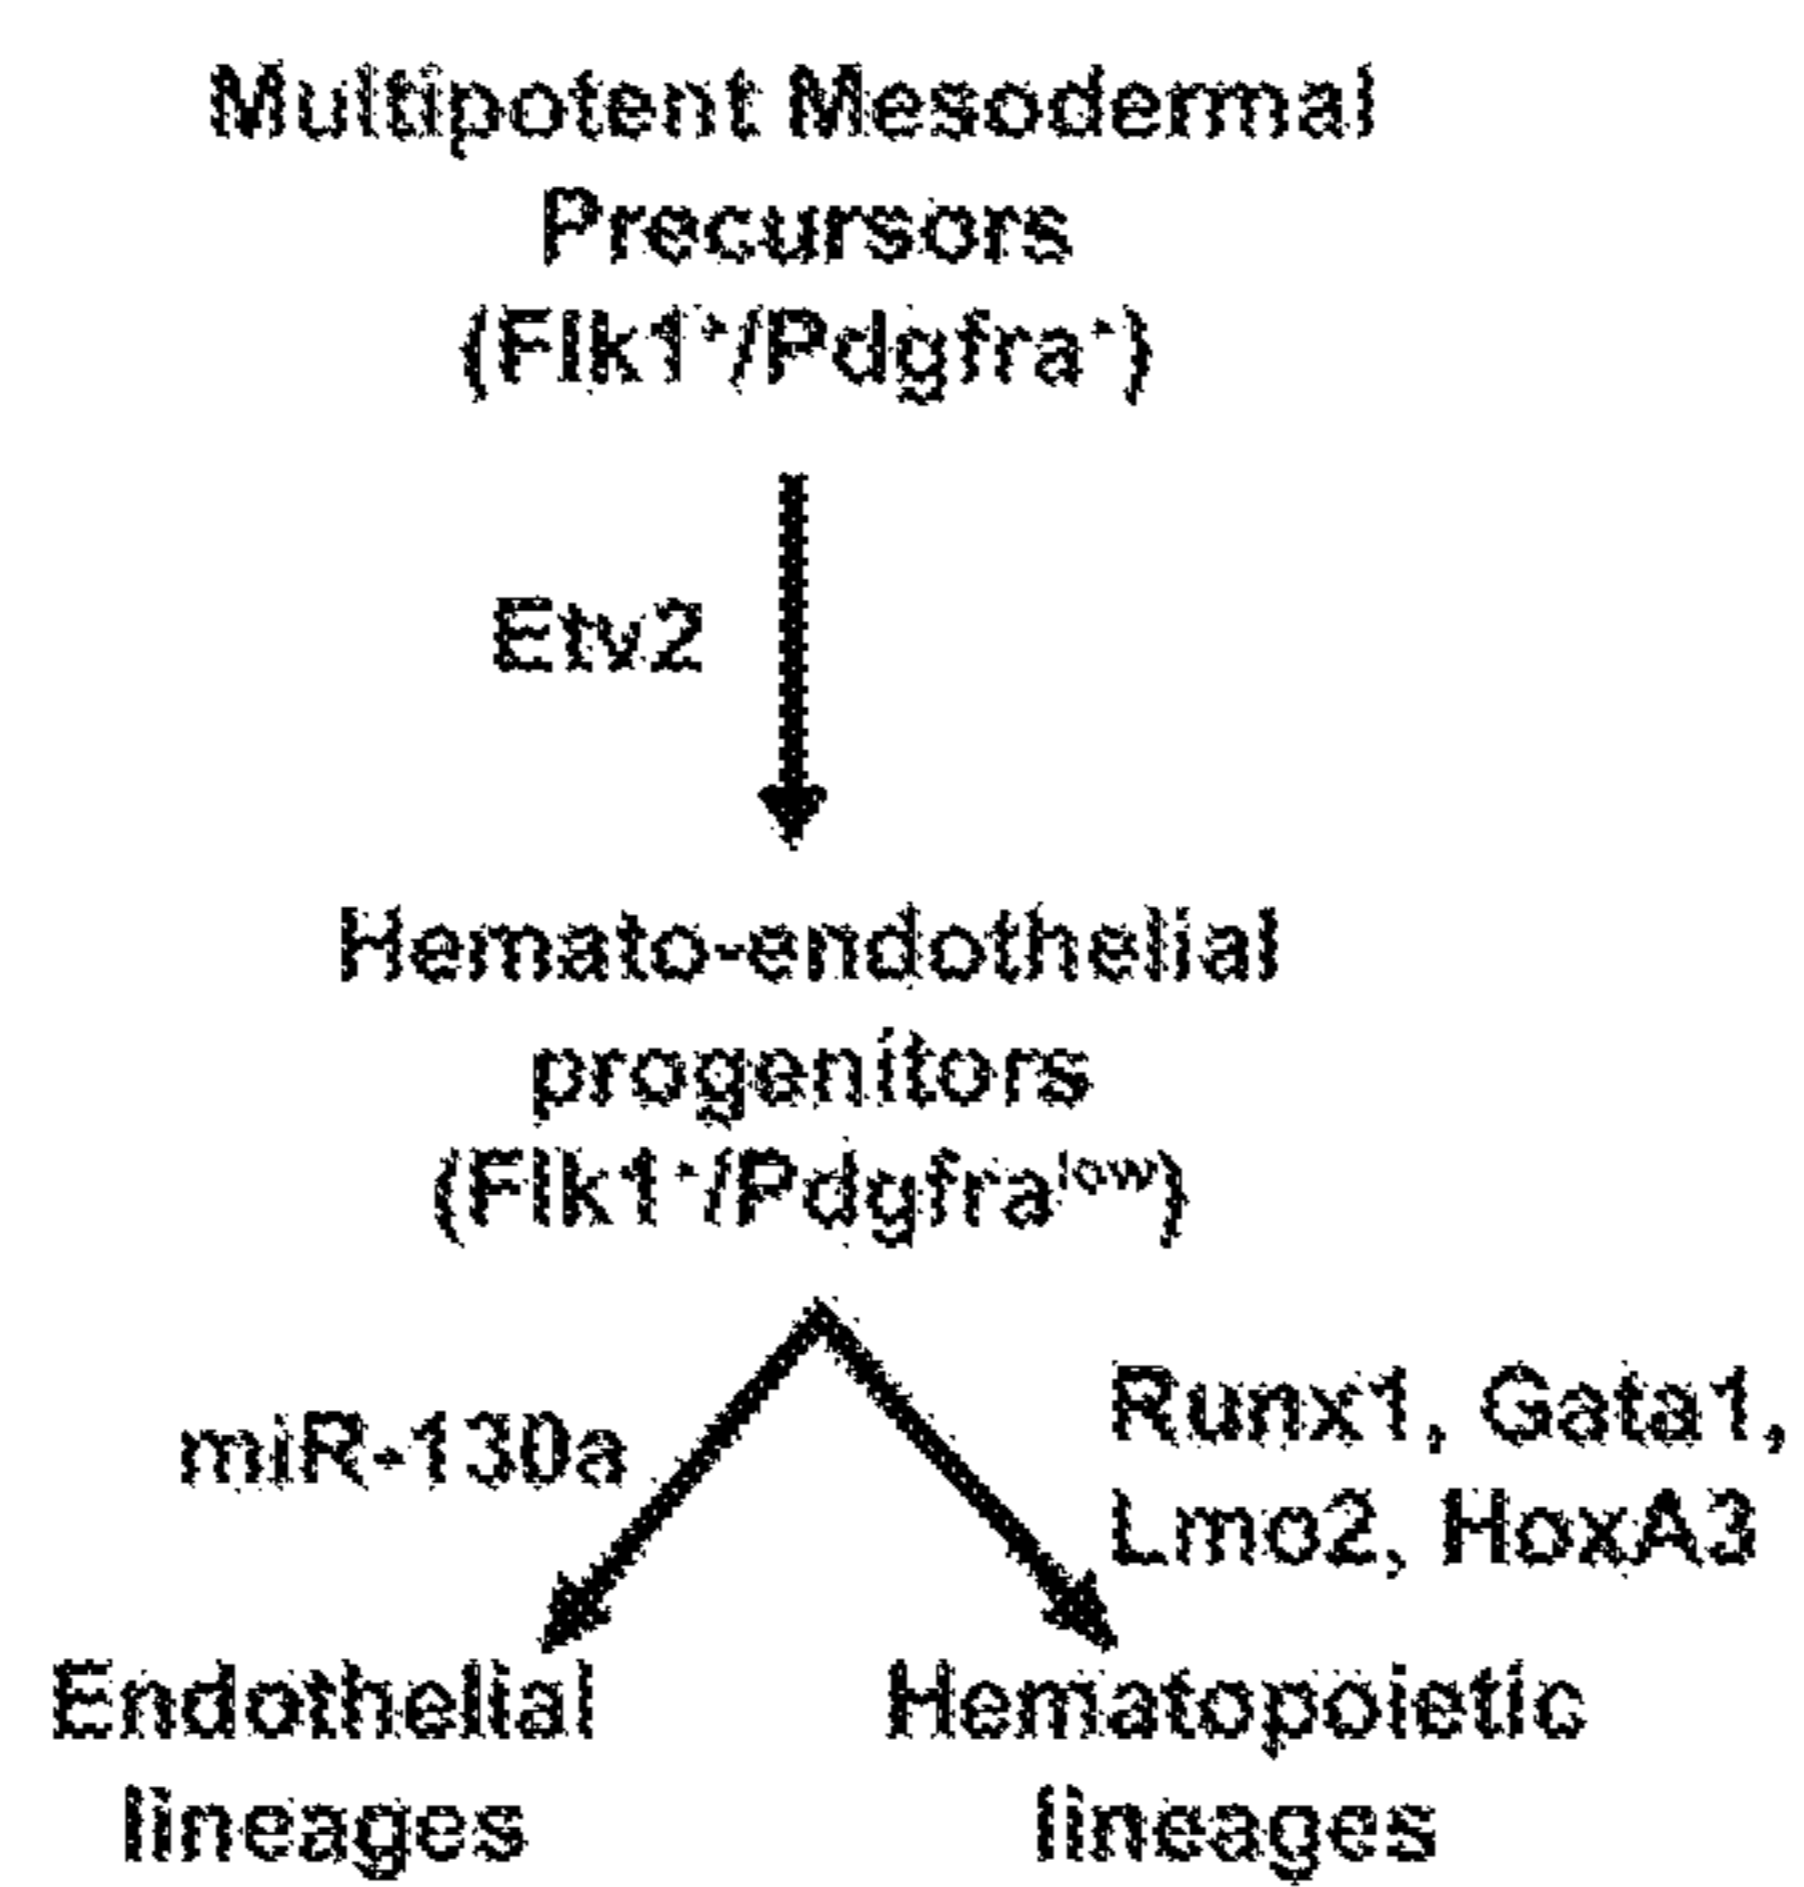 Multipotent Mesodermal
Precursors
(Flk1⁺/Pdgfra⁺)
Etv2
Hemato-endothelial
progenitors
(Flk1⁺/Pdgfraˡᵒʷ)
miR-130a
Runx1, Gata1,
Lmo2, HoxA3
Endothelial
lineages
Hematopoietic
lineages